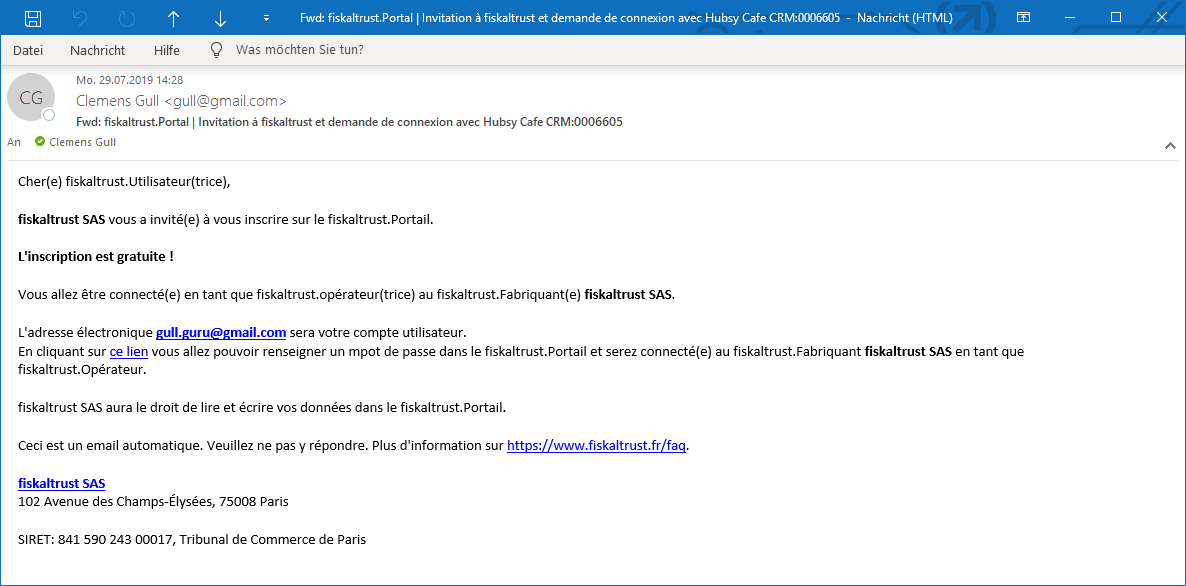 Fwd: fiskaltrust.Portal | Invitation à fiskaltrust et demande de connexion avec Hubsy Cafe CRM:0006605 - Nachricht (HTML)
Datei Nachricht Hilfe Was möchten Sie tun?
Mo. 29.07.2019 14:28
CG
Clemens Gull <gull@gmail.com>
Fwd: fiskaltrust.Portal | Invitation à fiskaltrust et demande de connexion avec Hubsy Cafe CRM:0006605
An Clemens Gull
Cher(e) fiskaltrust.Utilisateur(trice),
fiskaltrust SAS vous a invité(e) à vous inscrire sur le fiskaltrust.Portail.
L'inscription est gratuite !
Vous allez être connecté(e) en tant que fiskaltrust.opérateur(trice) au fiskaltrust.Fabriquant(e) fiskaltrust SAS.
L'adresse électronique gull.guru@gmail.com sera votre compte utilisateur.
En cliquant sur ce lien vous allez pouvoir renseigner un mpot de passe dans le fiskaltrust.Portail et serez connecté(e) au fiskaltrust.Fabriquant fiskaltrust SAS en tant que
fiskaltrust.Opérateur.
fiskaltrust SAS aura le droit de lire et écrire vos données dans le fiskaltrust.Portail.
Ceci est un email automatique. Veuillez ne pas y répondre. Plus d'information sur https://www.fiskaltrust.fr/faq.
fiskaltrust SAS
102 Avenue des Champs-Élysées, 75008 Paris
SIRET: 841 590 243 00017, Tribunal de Commerce de Paris